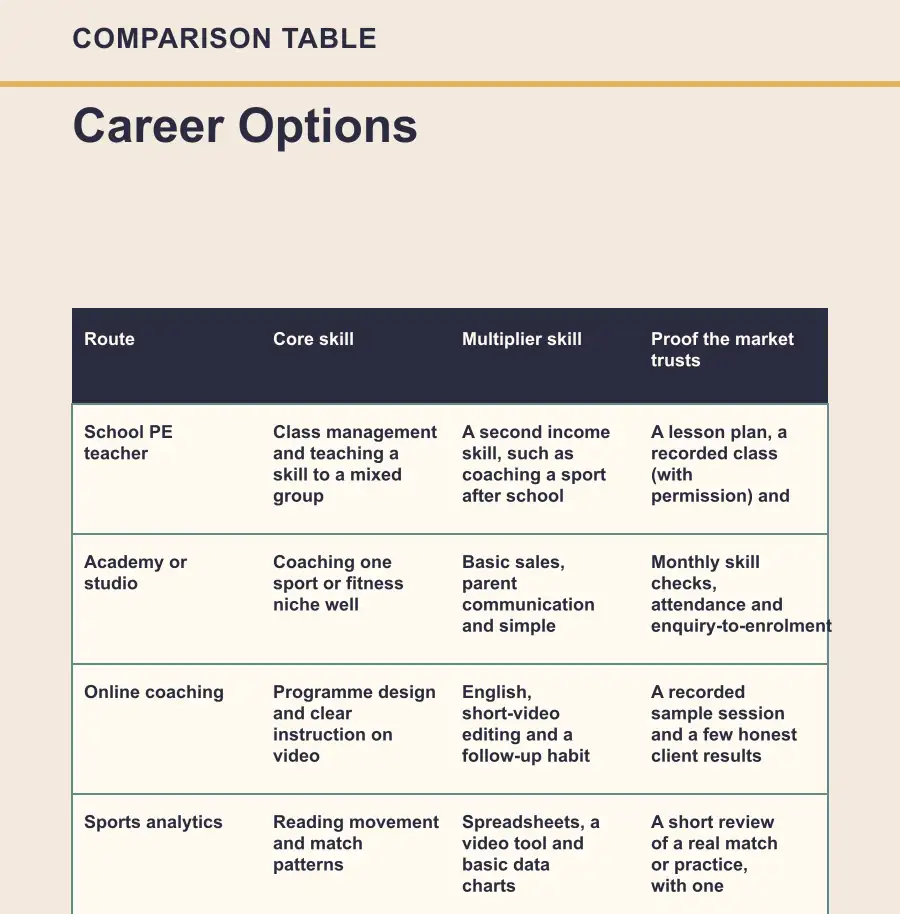 COMPARISON TABLE
Career Options
Route
Core skill
Multiplier skill
Proof the market
trusts
School PE
teacher
Class management
and teaching a
skill to a mixed
group
A second income
skill, such as
coaching a sport
after school
A lesson plan, a
recorded class
(with
permission) and
Academy or
studio
Coaching one
sport or fitness
niche well
Basic sales,
parent
communication
and simple
Monthly skill
checks,
attendance and
enquiry-to-enrolment
Online coaching
Programme design
and clear
instruction on
video
English,
short-video
editing and a
follow-up habit
A recorded
sample session
and a few honest
client results
Sports analytics
Reading movement
and match
patterns
Spreadsheets, a
video tool and
basic data
charts
A short review
of a real match
or practice,
with one